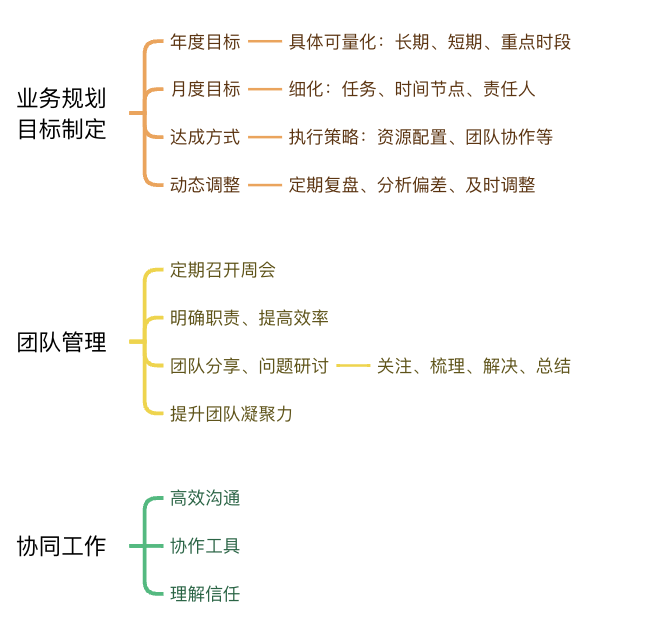 业务规划
目标制定
年度目标
具体可量化：长期、短期、重点时段
月度目标
细化：任务、时间节点、责任人
达成方式
执行策略：资源配置、团队协作等
动态调整
定期复盘、分析偏差、及时调整
团队管理
定期召开周会
明确职责、提高效率
团队分享、问题研讨
关注、梳理、解决、总结
提升团队凝聚力
协同工作
高效沟通
协作工具
理解信任